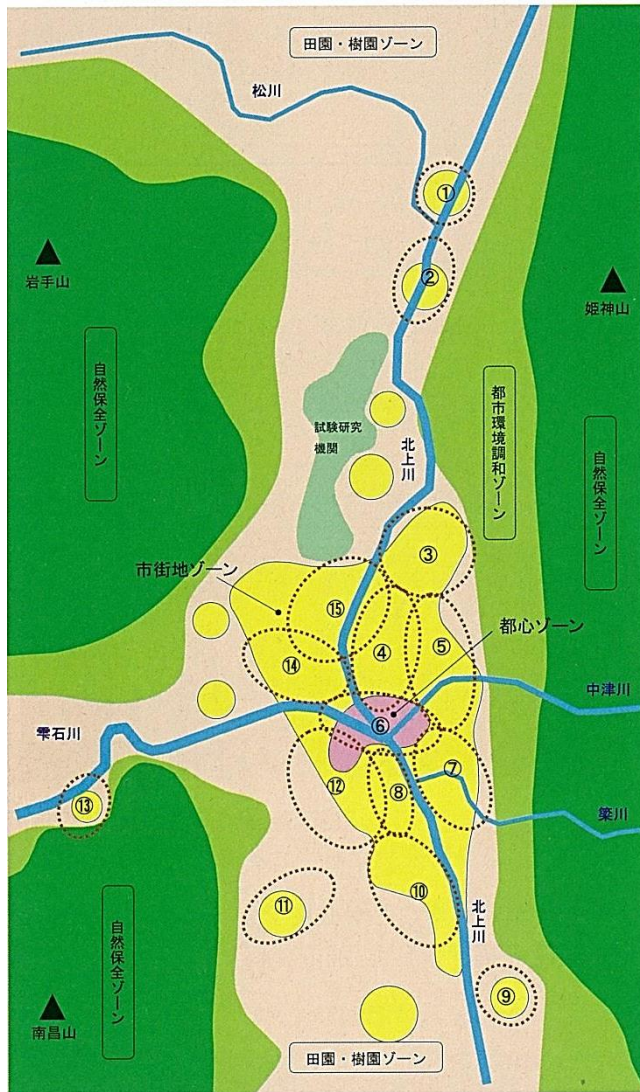 田園・樹園ゾーン
松川
①
岩手山
②
姫神山
自然保全ゾーン
試験研究
機関
北上川
都市環境調和ゾーン
自然保全ゾーン
③
市街地ゾーン
⑮
④
⑤
都心ゾーン
⑭
中津川
雫石川
⑥
⑬
⑫
⑧
⑦
簗川
⑩
⑪
北上川
自然保全ゾーン
⑨
南昌山
田園・樹園ゾーン